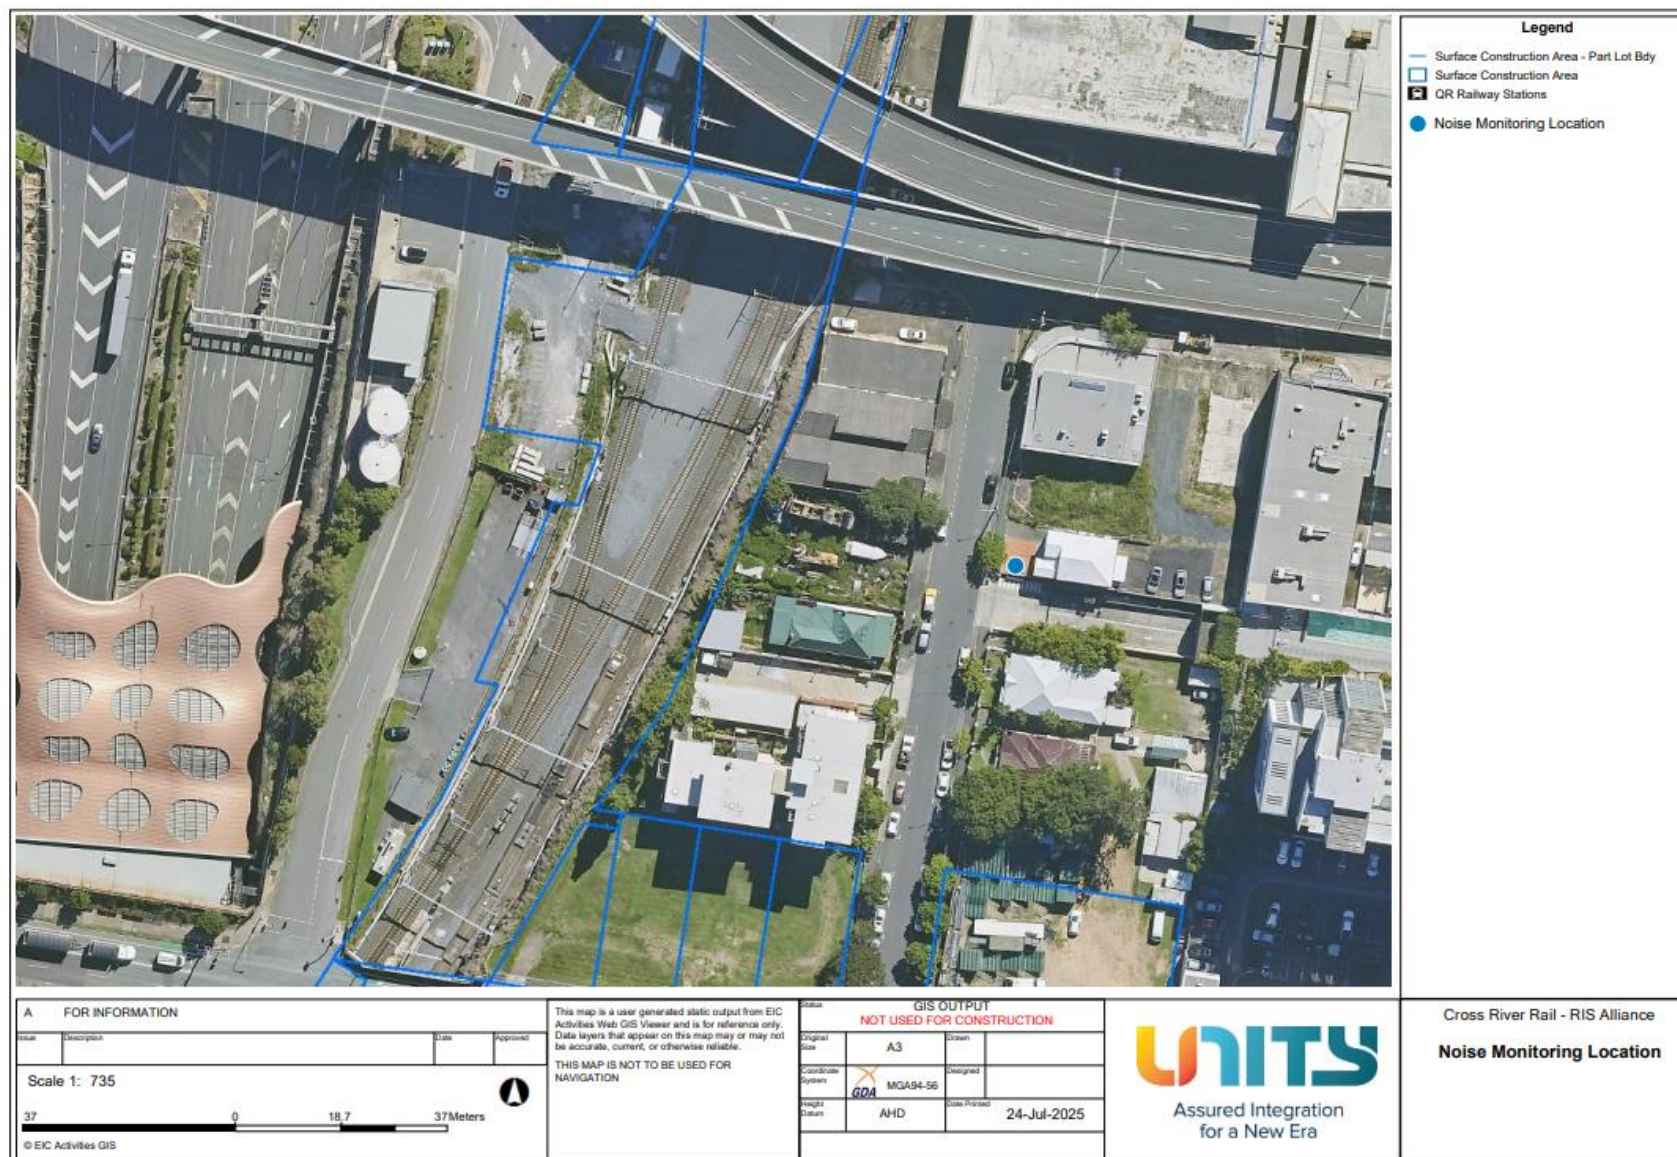 Legend
Surface Construction Area - Part Lot Bdy
Surface Construction Area
QR Railway Stations
Noise Monitoring Location
A FOR INFORMATION
Issue Description Date Approved
Scale 1: 735
37 0 18.7 37Meters
© EIC Activities GIS
This map is a user generated static output from EIC
Activities Web GIS Viewer and is for reference only.
Data layers that appear on this map may or may not
be accurate, current, or otherwise reliable.
THIS MAP IS NOT TO BE USED FOR
NAVIGATION
Status
GIS OUTPUT
NOT USED FOR CONSTRUCTION
Original
Size
A3
Drawn
Coordinate
System
GDA
MGA94-56
Designed
Height
Datum
AHD
Date Printed
24-Jul-2025
UNITY
Assured Integration
for a New Era
Cross River Rail - RIS Alliance
Noise Monitoring Location